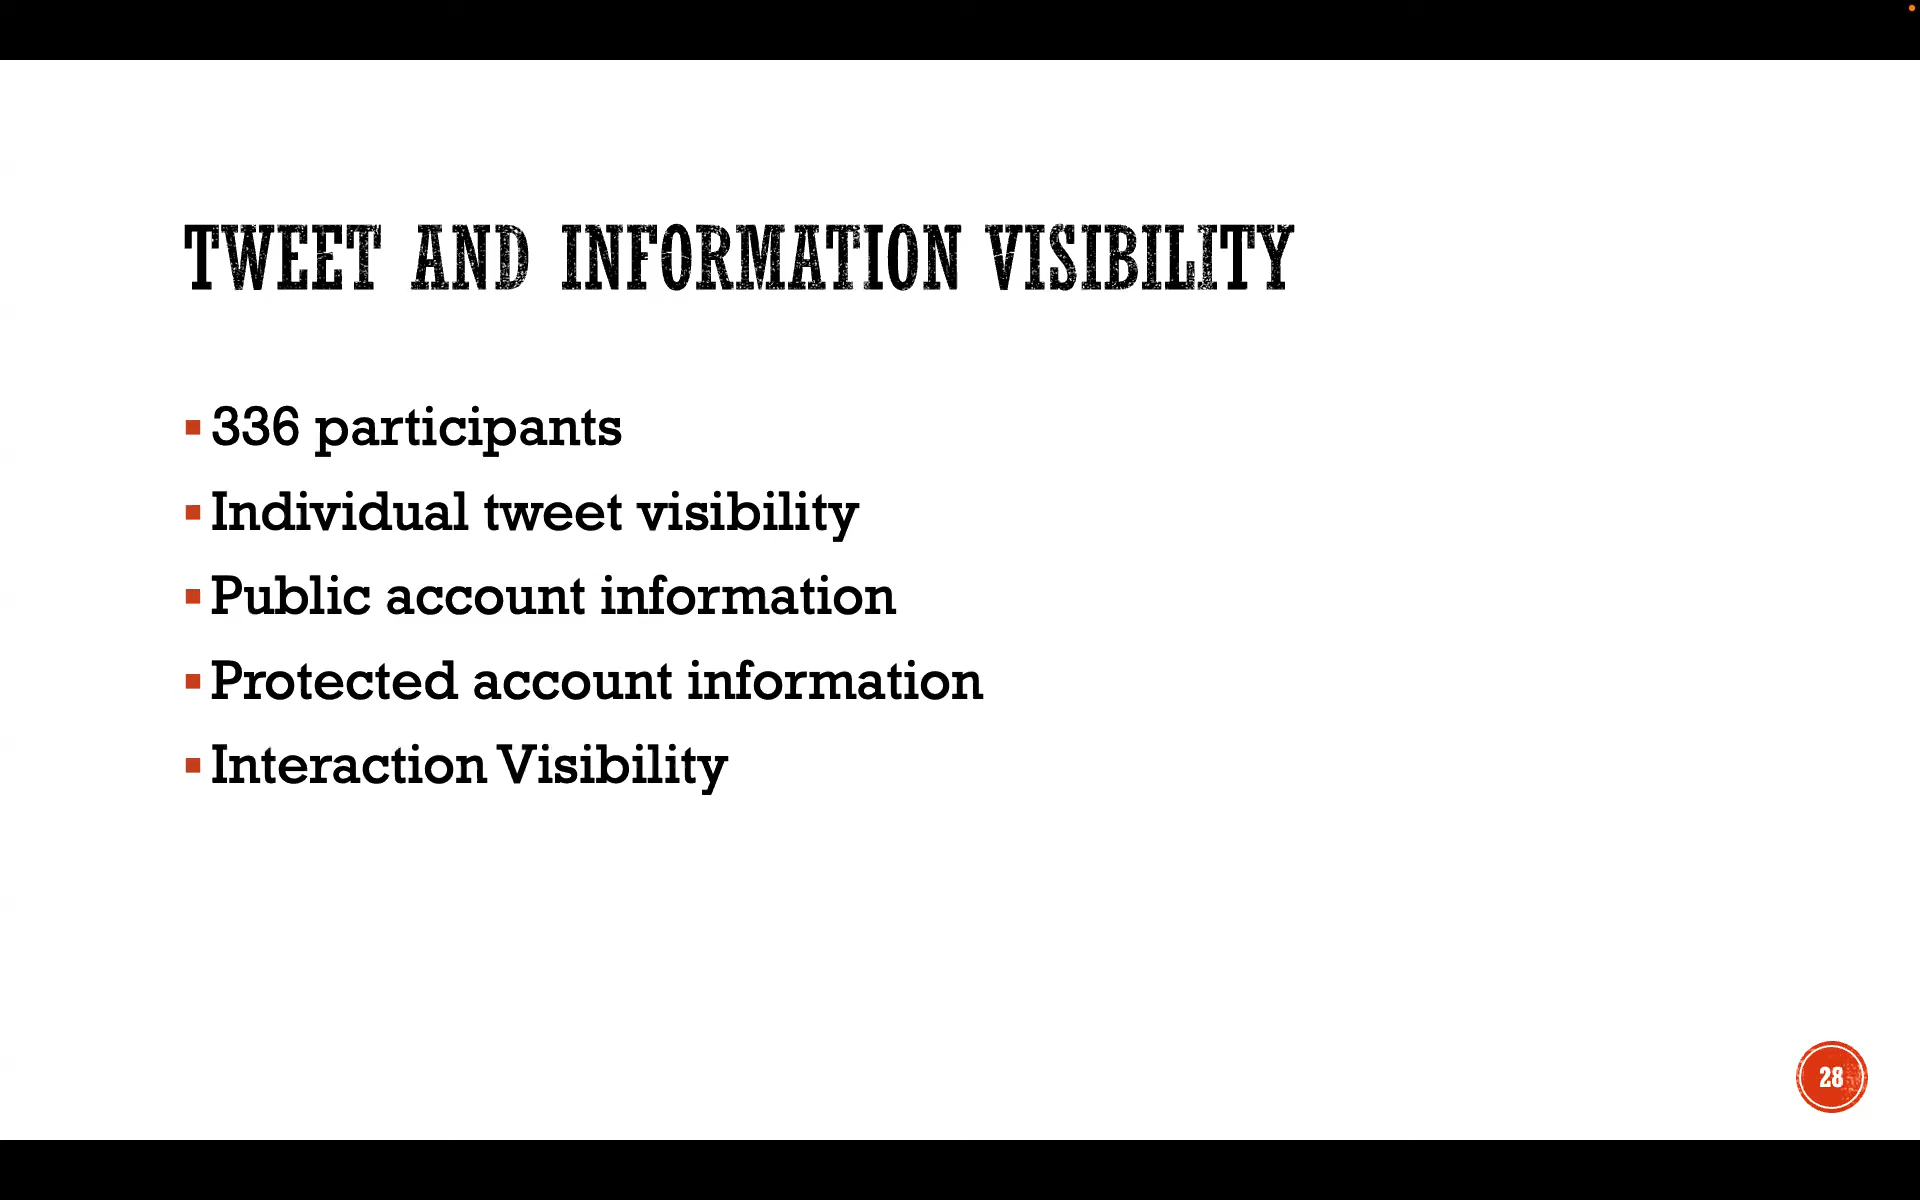 TWEET AND INFORMATION VISIBILITY
336 participants
Individual tweet visibility
Public account information
Protected account information
Interaction Visibility
28